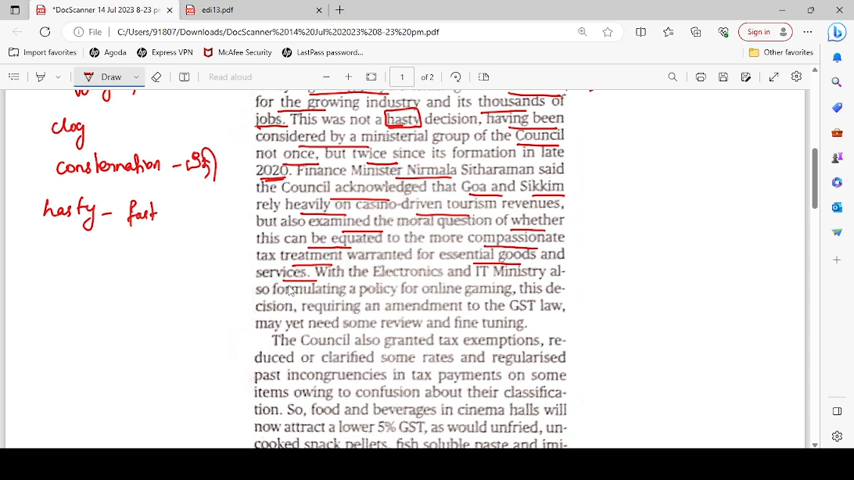 *DocScanner 14 Jul 2023 8-23 p
edi13.pdf
File
C:/Users/91807/Downloads/DocScanner%2014%20Jul%202023%208-23%20pm.pdf
Sign in
Import favorites
Agoda
Express VPN
McAfee Security
LastPass password...
Other favorites
Draw
Read aloud
1
of 2
for the growing industry and its thousands of
jobs. This was not a hasty decision, having been
considered by a ministerial group of the Council
not once, but twice since its formation in late
2020. Finance Minister Nirmala Sitharaman said
the Council acknowledged that Goa and Sikkim
rely heavily on casino-driven tourism revenues,
but also examined the moral question of whether
this can be equated to the more compassionate
tax treatment warranted for essential goods and
services. With the Electronics and IT Ministry al-
so formulating a policy for online gaming, this de-
cision, requiring an amendment to the GST law,
may yet need some review and fine tuning.
The Council also granted tax exemptions, re-
duced or clarified some rates and regularised
past incongruencies in tax payments on some
items owing to confusion about their classifica-
tion. So, food and beverages in cinema halls will
now attract a lower 5% GST, as would unfried, un-
cooked snack pellets, fish soluble paste and imi-
clog
consternation -
hasty - fast